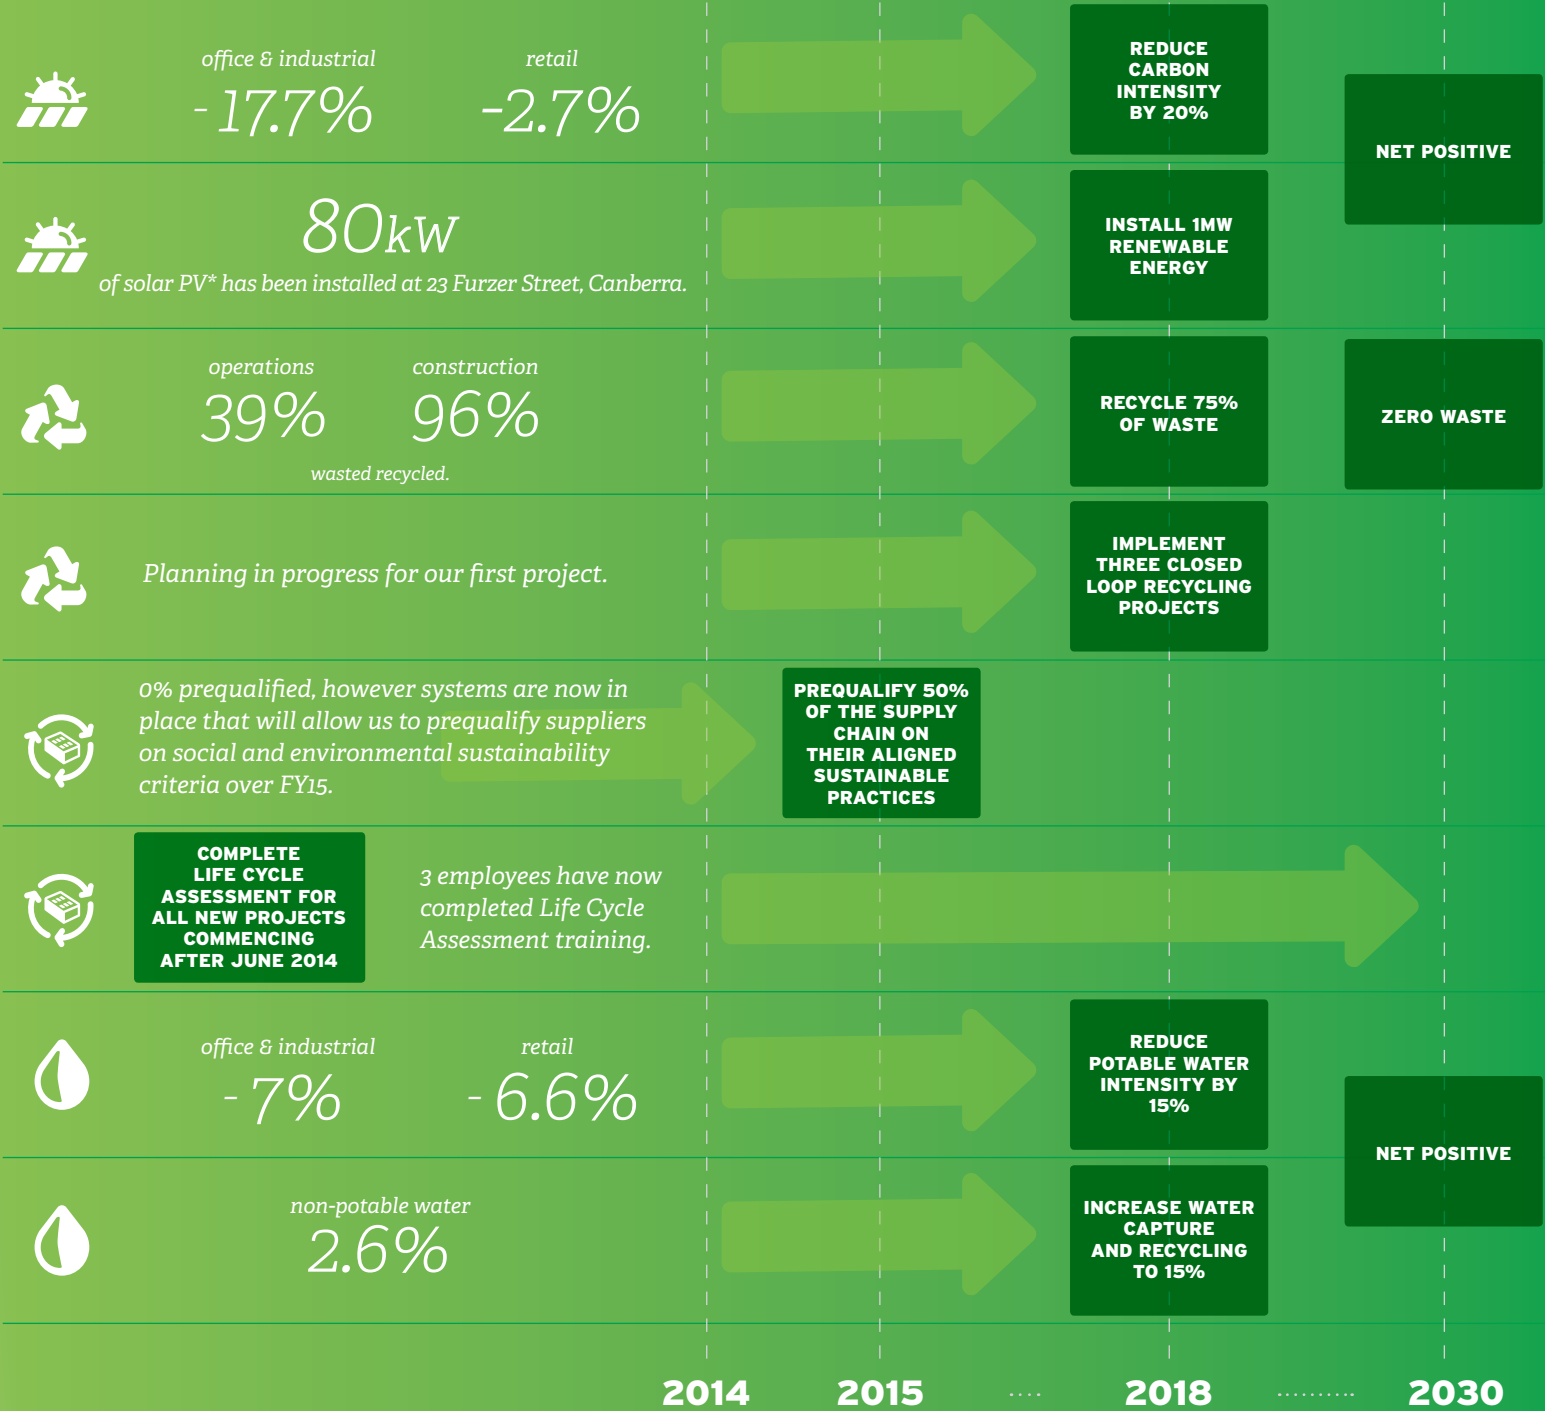 office & industrial
-17.7%
retail
-2.7%
REDUCE
CARBON
INTENSITY
BY 20%
NET POSITIVE
80kW
of solar PV* has been installed at 23 Furzer Street, Canberra.
INSTALL 1MW
RENEWABLE
ENERGY
operations
39%
construction
96%
wasted recycled.
RECYCLE 75%
OF WASTE
ZERO WASTE
Planning in progress for our first project.
IMPLEMENT
THREE CLOSED
LOOP RECYCLING
PROJECTS
0% prequalified, however systems are now in
place that will allow us to prequalify suppliers
on social and environmental sustainability
criteria over FY15.
PREQUALIFY 50%
OF THE SUPPLY
CHAIN ON
THEIR ALIGNED
SUSTAINABLE
PRACTICES
COMPLETE
LIFE CYCLE
ASSESSMENT FOR
ALL NEW PROJECTS
COMMENCING
AFTER JUNE 2014
3 employees have now
completed Life Cycle
Assessment training.
office & industrial
-7%
retail
-6.6%
REDUCE
POTABLE WATER
INTENSITY BY
15%
NET POSITIVE
non-potable water
2.6%
INCREASE WATER
CAPTURE
AND RECYCLING
TO 15%
2014 2015 .... 2018 .......... 2030